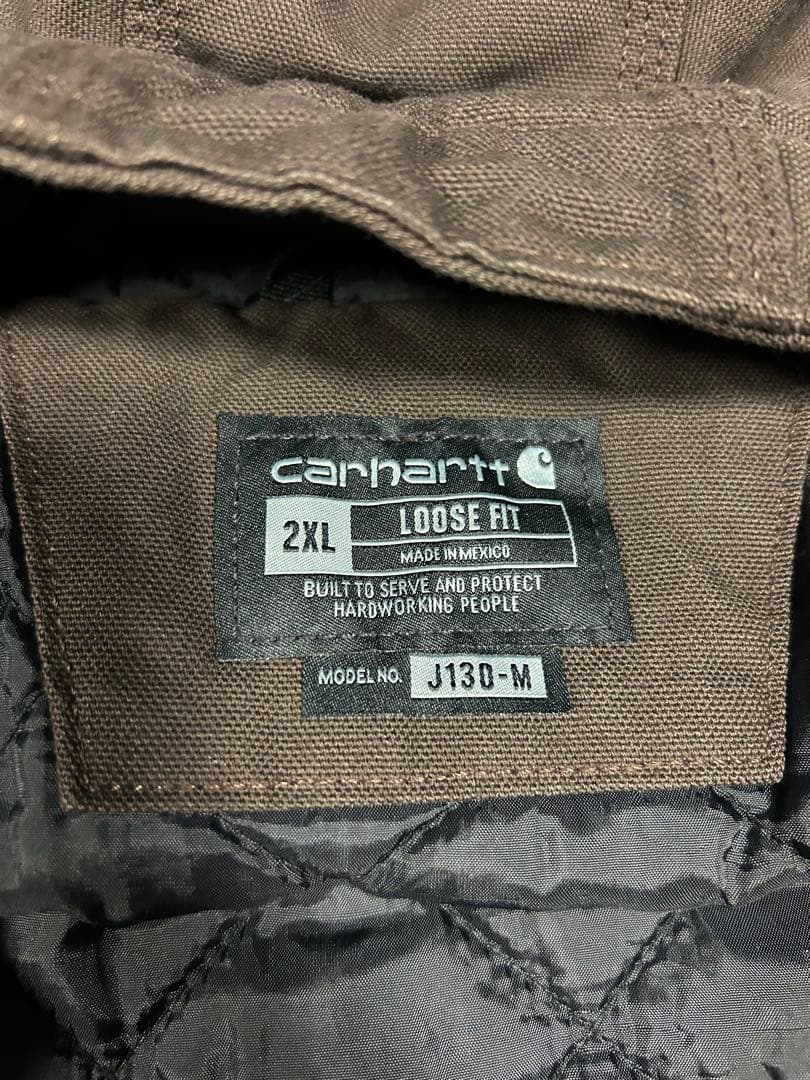 carhartt
2XL LOOSE FIT
MADE IN MEXICO
BUILT TO SERVE AND PROTECT
HARDWORKING PEOPLE
MODEL NO. J130-M